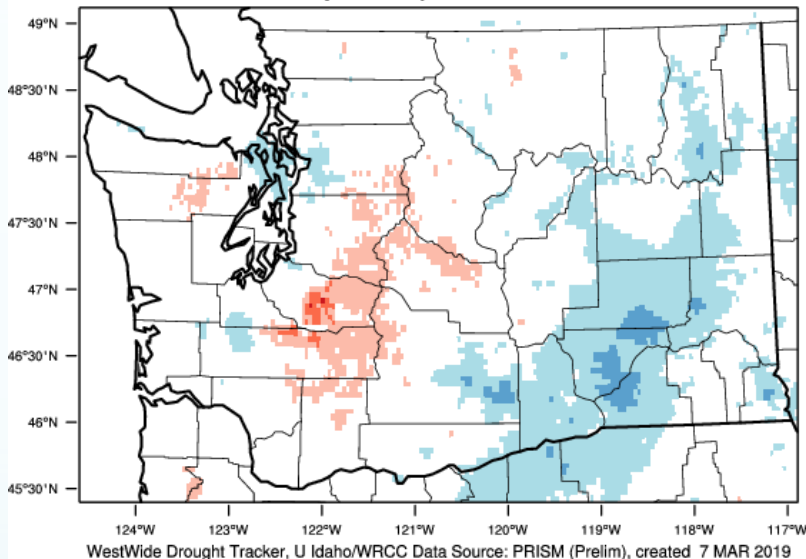 49°N
48°30'N
48°N
47°30'N
47°N
46°30'N
46°N
45°30'N
124°W 123°W 122°W 121°W 120°W 119°W 118°W 117°W
WestWide Drought Tracker, U Idaho/WRCC Data Source: PRISM (Prelim), created 7 MAR 2019